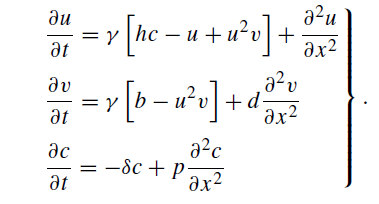 ∂u/∂t = γ [hc − u + u²v] + ∂²u/∂x²
∂v/∂t = γ [b − u²v] + d ∂²v/∂x²
∂c/∂t = −δc + p ∂²c/∂x² } .